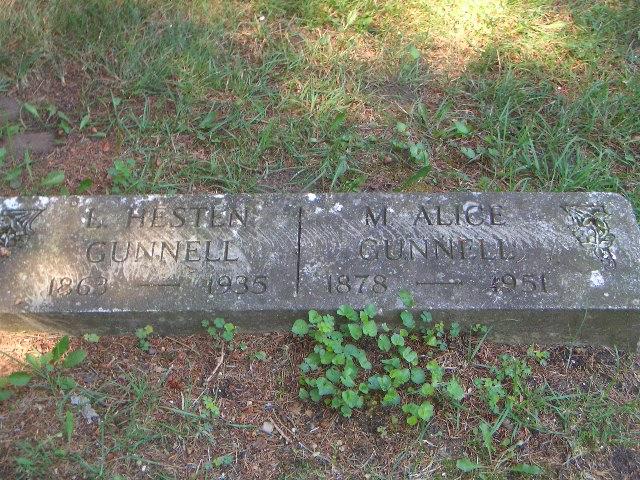 L. HESTEN
GUNNELL
1863 — 1935
M. ALICE
GUNNELL
1878 — 1951